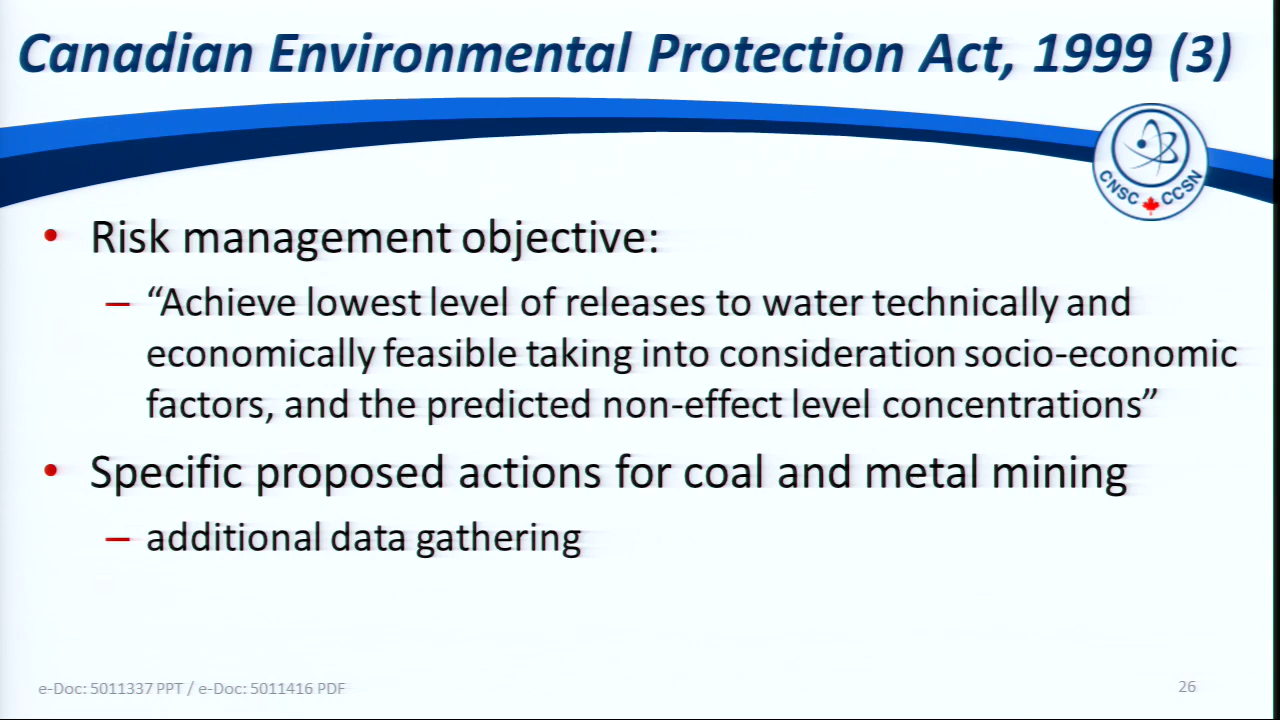 Canadian Environmental Protection Act, 1999 (3)
CNSC CCSN
• Risk management objective:
– “Achieve lowest level of releases to water technically and
economically feasible taking into consideration socio-economic
factors, and the predicted non-effect level concentrations”
• Specific proposed actions for coal and metal mining
– additional data gathering
e-Doc: 5011337 PPT / e-Doc: 5011416 PDF
26